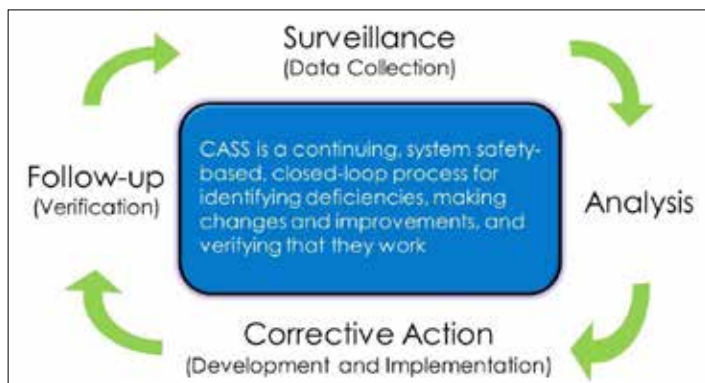 Surveillance
(Data Collection)
Analysis
Corrective Action
(Development and Implementation)
Follow-up
(Verification)
CASS is a continuing, system safety-
based, closed-loop process for
identifying deficiencies, making
changes and improvements, and
verifying that they work